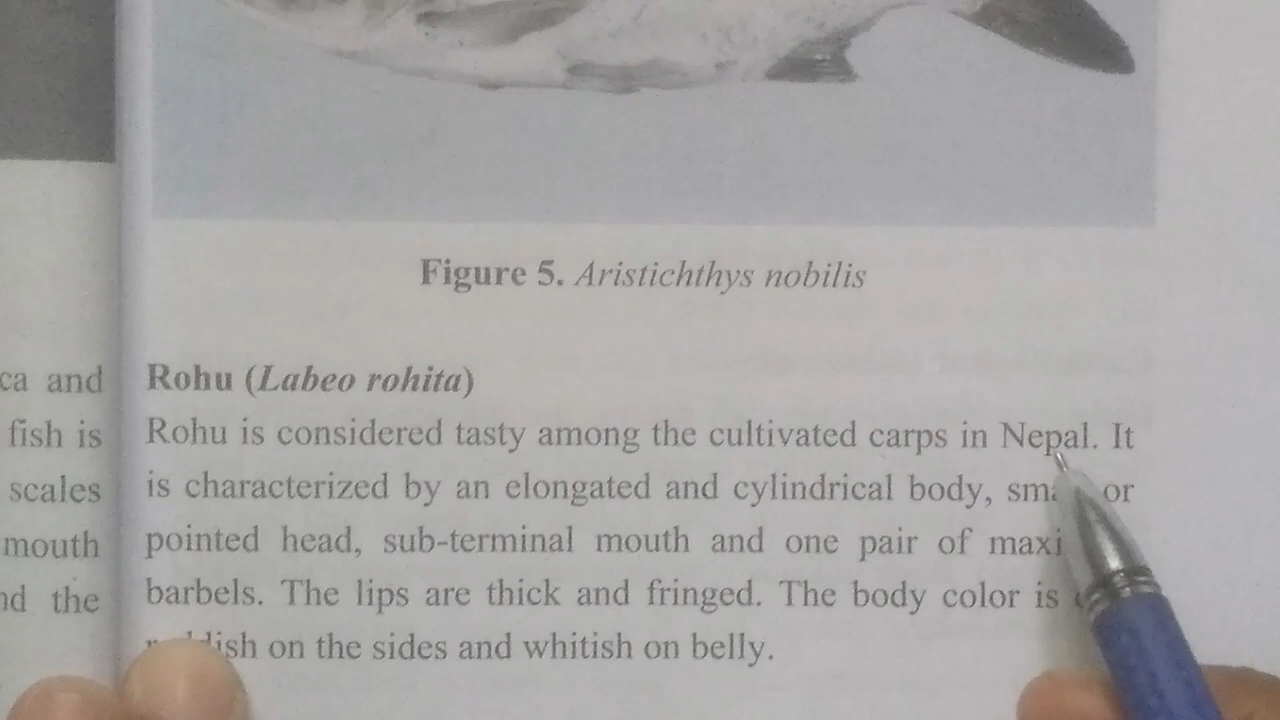 Figure 5. Aristichthys nobilis
ca and
fish is
scales
mouth
the
Rohu (Labeo rohita)
Rohu is considered tasty among the cultivated carps in Nepal. It
is characterized by an elongated and cylindrical body, or
pointed head, sub-terminal mouth and one pair of
barbels. The lips are thick and fringed. The body color is
on the sides and whitish on belly.